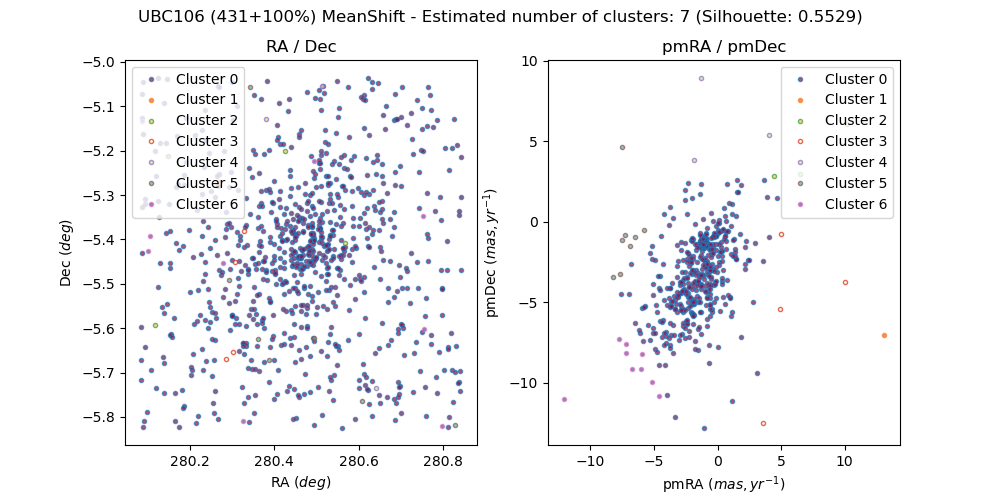 UBC106 (431+100%) MeanShift - Estimated number of clusters: 7 (Silhouette: 0.5529)
RA / Dec
Cluster 0
Cluster 1
Cluster 2
Cluster 3
Cluster 4
Cluster 5
Cluster 6
−5.0
−5.1
−5.2
−5.3
−5.4
−5.5
−5.6
−5.7
−5.8
Dec (deg)
280.2 280.4 280.6 280.8
RA (deg)
pmRA / pmDec
Cluster 0
Cluster 1
Cluster 2
Cluster 3
Cluster 4
Cluster 5
Cluster 6
10
5
0
−5
−10
pmDec (mas, yr⁻¹)
−10 −5 0 5 10
pmRA (mas, yr⁻¹)